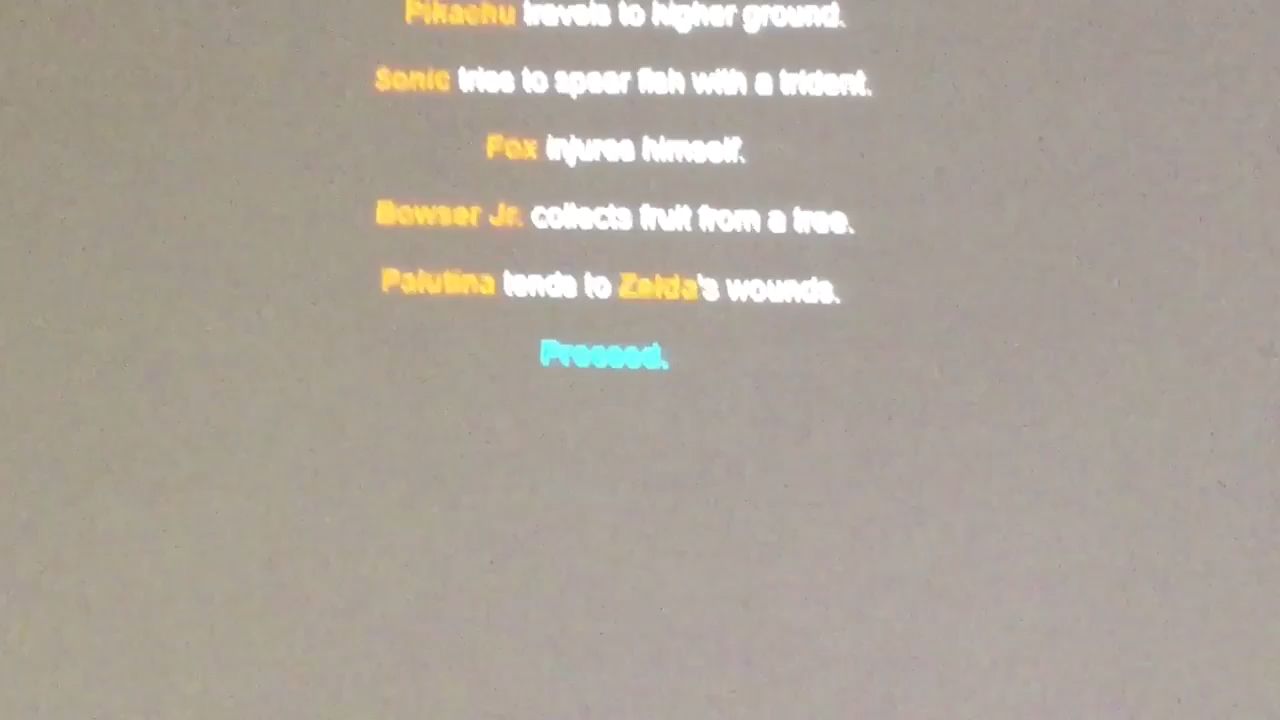 Pikachu travels to higher ground.
Sonic tries to spear fish with a trident.
Fox injures himself.
Bowser Jr. collects fruit from a tree.
Palutina tends to Zelda's wounds.
Proceed.